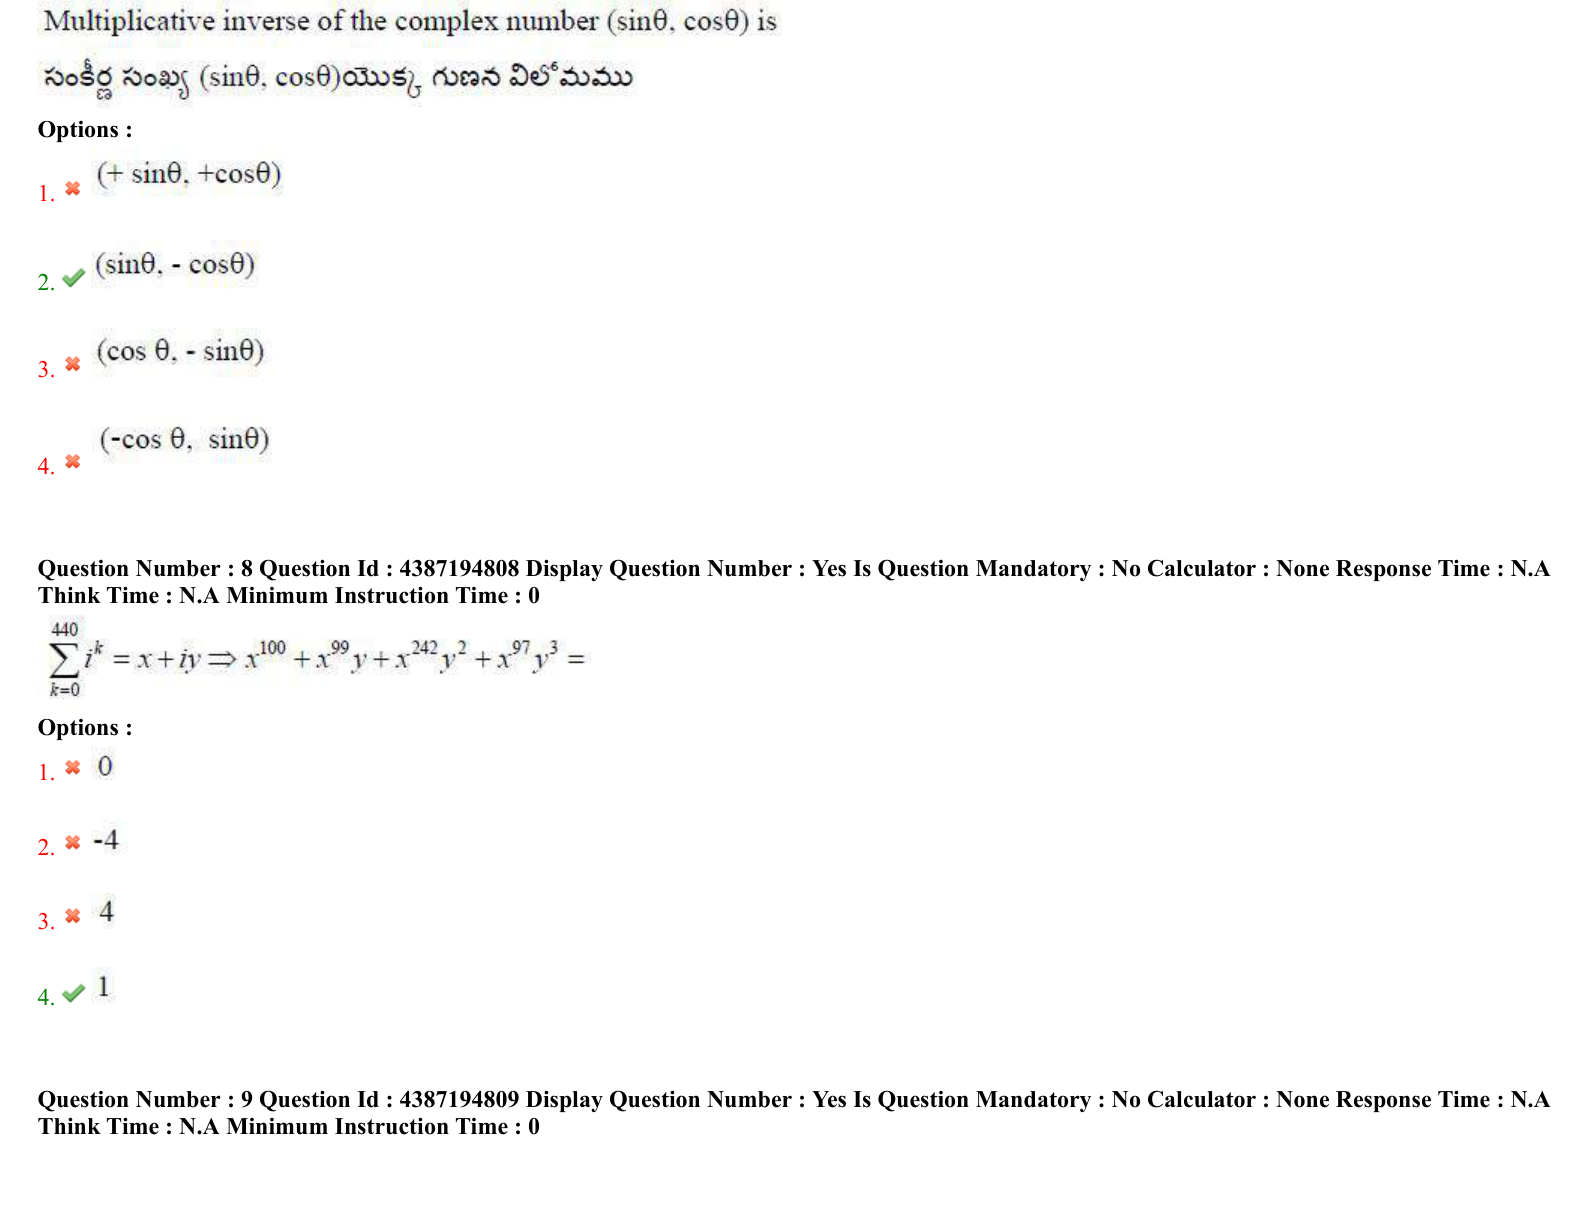 Multiplicative inverse of the complex number (sinθ, cosθ) is
సంకీర్ణ సంఖ్య (sinθ, cosθ)యొక్క గుణన విలోమము
Options :
1. ✖ (+ sinθ, +cosθ)
2. ✔ (sinθ, - cosθ)
3. ✖ (cos θ, - sinθ)
4. ✖ (-cos θ, sinθ)
Question Number : 8 Question Id : 4387194808 Display Question Number : Yes Is Question Mandatory : No Calculator : None Response Time : N.A
Think Time : N.A Minimum Instruction Time : 0
$\sum_{k=0}^{440} i^k = x + iy \Rightarrow x^{100} + x^{99}y + x^{242}y^2 + x^{97}y^3 =$
Options :
1. ✖ 0
2. ✖ -4
3. ✖ 4
4. ✔ 1
Question Number : 9 Question Id : 4387194809 Display Question Number : Yes Is Question Mandatory : No Calculator : None Response Time : N.A
Think Time : N.A Minimum Instruction Time : 0